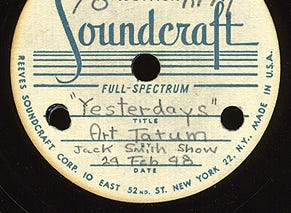 78
Soundcraft
FULL-SPECTRUM
"Yesterdays"
TITLE
Art Tatum
Jack Smith Show
29 Feb 48
DATE
REEVES SOUNDCRAFT CORP. 10 EAST 52ND. ST. NEW YORK 22, N.Y., MADE IN U.S.A.